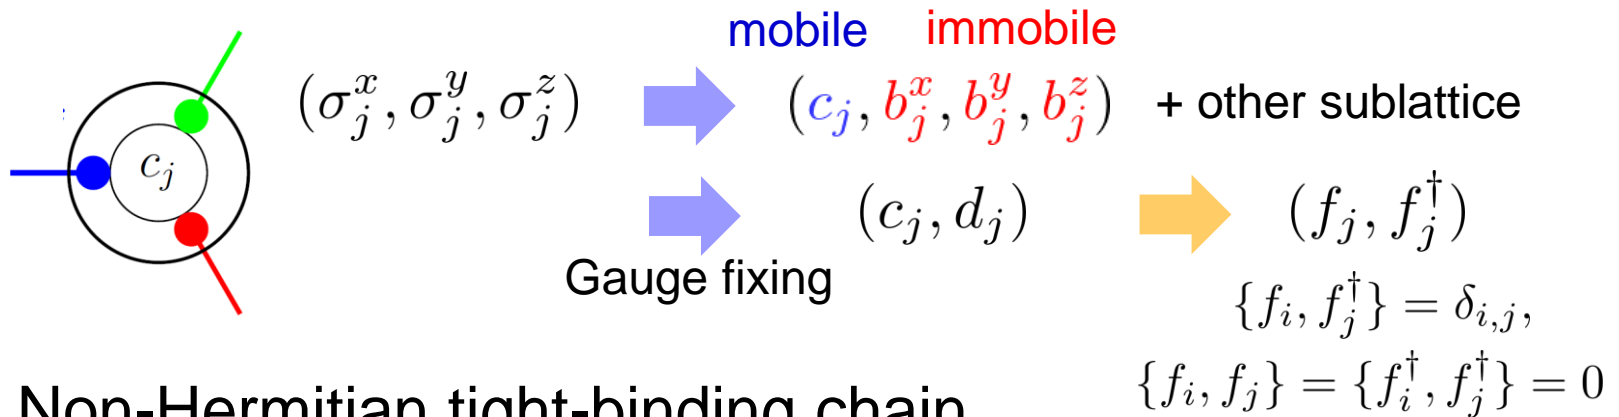 mobile immobile
(σ_j^x, σ_j^y, σ_j^z) (c_j, b_j^x, b_j^y, b_j^z) + other sublattice
c_j
(c_j, d_j) (f_j, f_j^†)
Gauge fixing
{f_i, f_j^†} = δ_{i,j},
{f_i, f_j} = {f_i^†, f_j^†} = 0
Non-Hermitian tight-binding chain